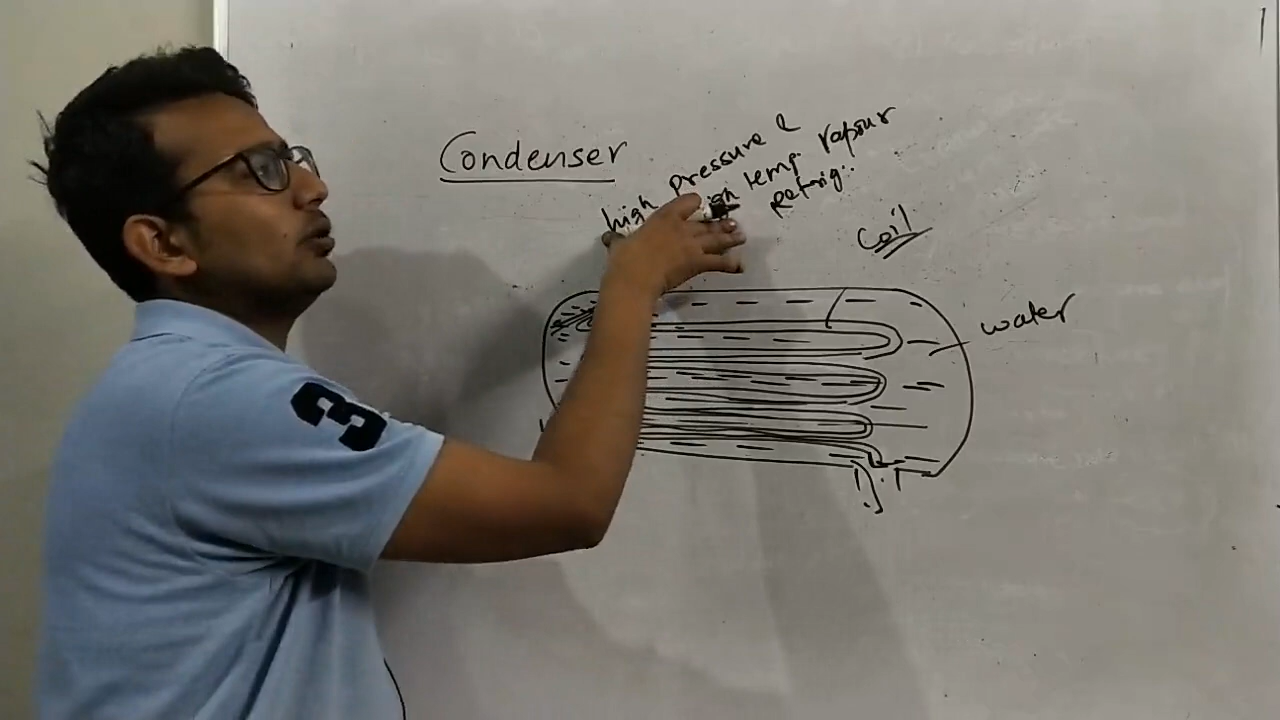 Condenser
high pressure &
temp. vapour
Refrig.
Coil
water
3